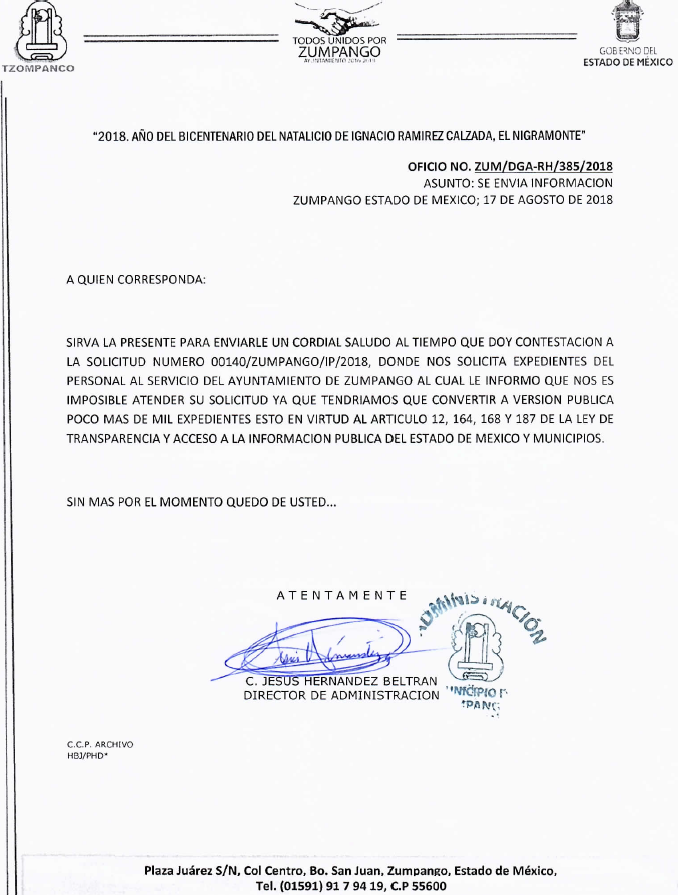 TZOMPANCO
TODOS UNIDOS POR
ZUMPANGO
AYUNTAMIENTO 2016-2018
GOBIERNO DEL
ESTADO DE MÉXICO
"2018. AÑO DEL BICENTENARIO DEL NATALICIO DE IGNACIO RAMIREZ CALZADA, EL NIGRAMONTE"
OFICIO NO. ZUM/DGA-RH/385/2018
ASUNTO: SE ENVIA INFORMACION
ZUMPANGO ESTADO DE MEXICO; 17 DE AGOSTO DE 2018
A QUIEN CORRESPONDA:
SIRVA LA PRESENTE PARA ENVIARLE UN CORDIAL SALUDO AL TIEMPO QUE DOY CONTESTACION A
LA SOLICITUD NUMERO 00140/ZUMPANGO/IP/2018, DONDE NOS SOLICITA EXPEDIENTES DEL
PERSONAL AL SERVICIO DEL AYUNTAMIENTO DE ZUMPANGO AL CUAL LE INFORMO QUE NOS ES
IMPOSIBLE ATENDER SU SOLICITUD YA QUE TENDRIAMOS QUE CONVERTIR A VERSION PUBLICA
POCO MAS DE MIL EXPEDIENTES ESTO EN VIRTUD AL ARTICULO 12, 164, 168 Y 187 DE LA LEY DE
TRANSPARENCIA Y ACCESO A LA INFORMACION PUBLICA DEL ESTADO DE MEXICO Y MUNICIPIOS.
SIN MAS POR EL MOMENTO QUEDO DE USTED...
ATENTAMENTE
C. JESUS HERNANDEZ BELTRAN
DIRECTOR DE ADMINISTRACION
ADMINISTRACIÓN
C.C.P. ARCHIVO
HBJ/PHD*
Plaza Juárez S/N, Col Centro, Bo. San Juan, Zumpango, Estado de México,
Tel. (01591) 91 7 94 19, C.P 55600